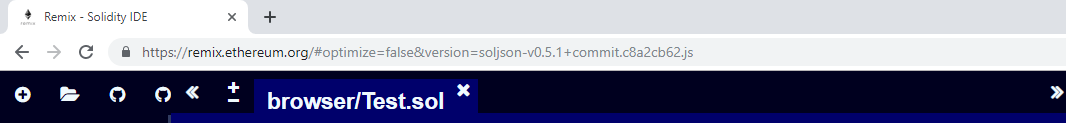 Remix - Solidity IDE
https://remix.ethereum.org/#optimize=false&version=soljson-v0.5.1+commit.c8a2cb62.js
browser/Test.sol